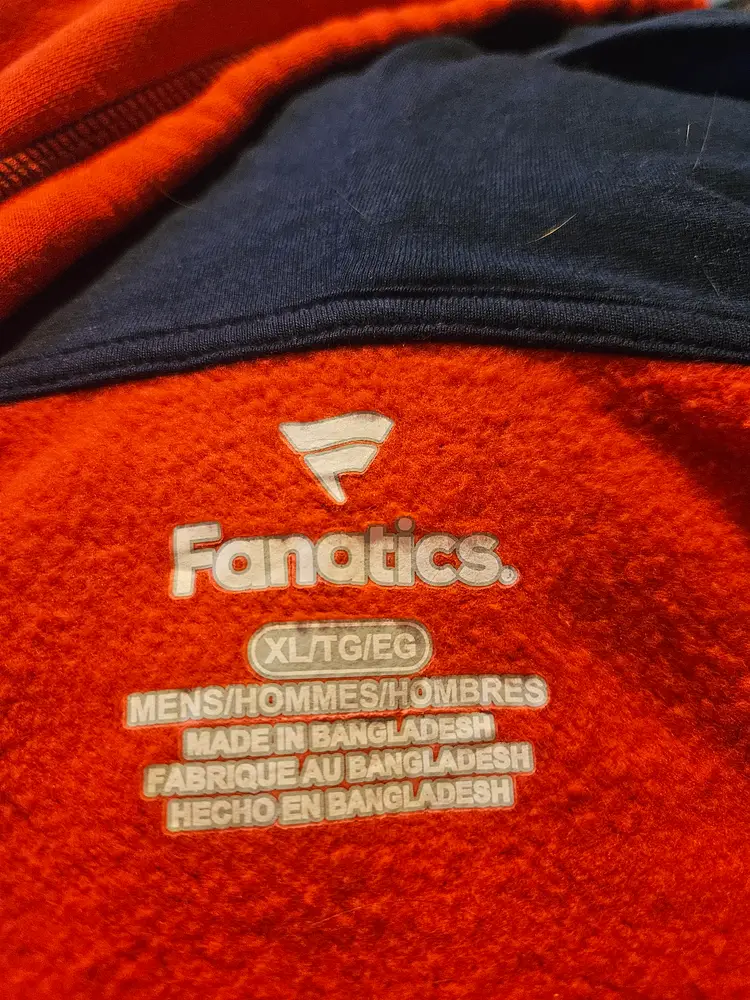 Fanatics.
XL/TG/EG
MENS/HOMMES/HOMBRES
MADE IN BANGLADESH
FABRIQUE AU BANGLADESH
HECHO EN BANGLADESH